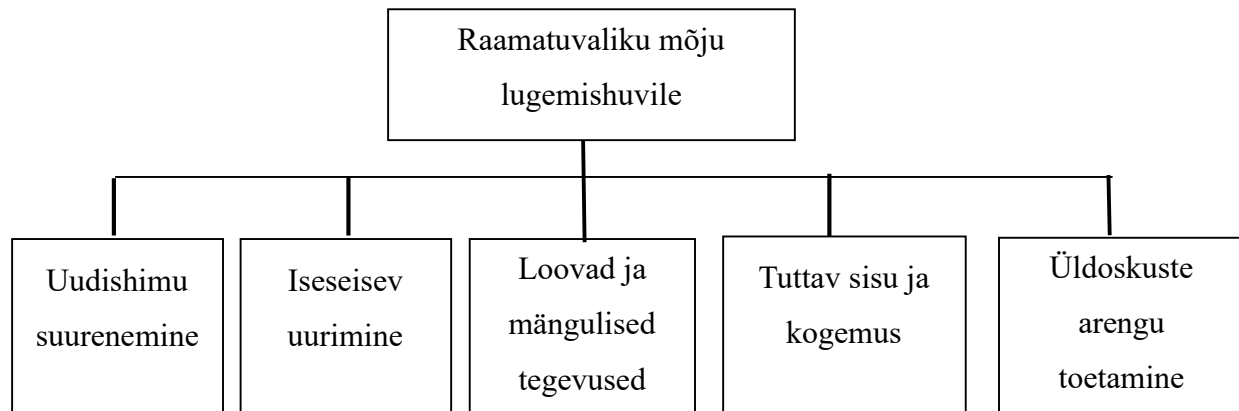 Raamatuvaliku mõju
lugemishuvile
Uudishimu
suurenemine
Iseseisev
uurimine
Loovad ja
mängulised
tegevused
Tuttav sisu ja
kogemus
Üldoskuste
arengu
toetamine